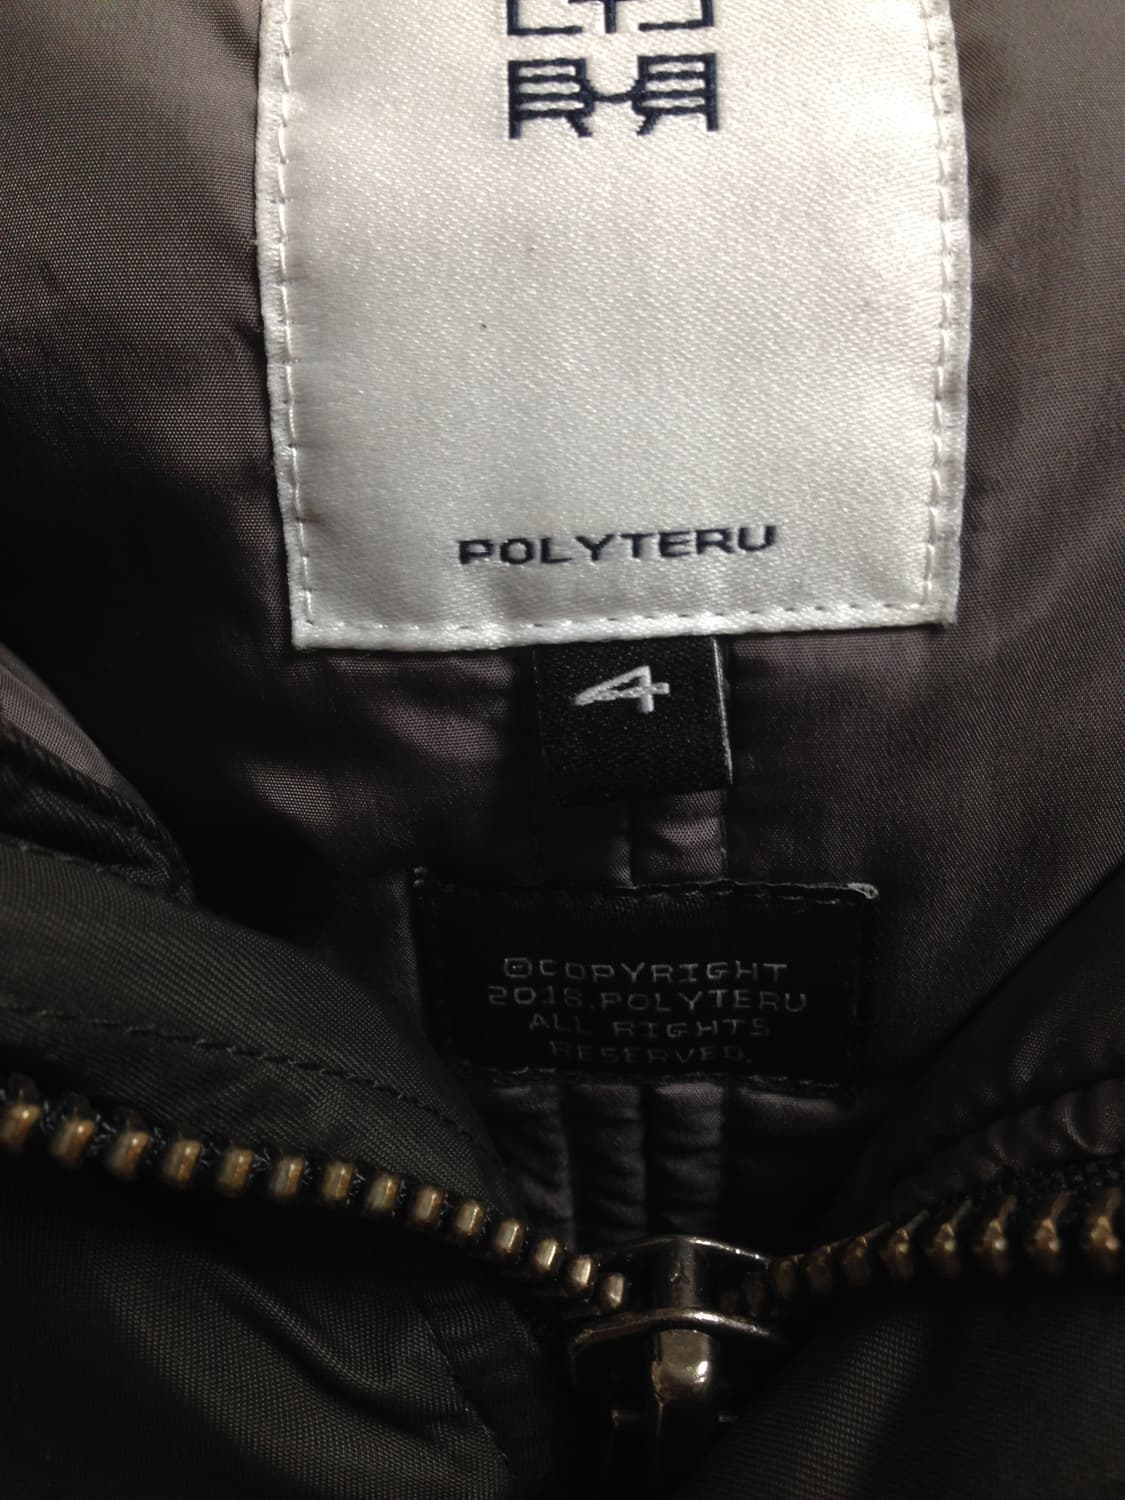 POLYTERU
4
©COPYRIGHT
2018.POLYTERU
ALL RIGHTS
RESERVED.